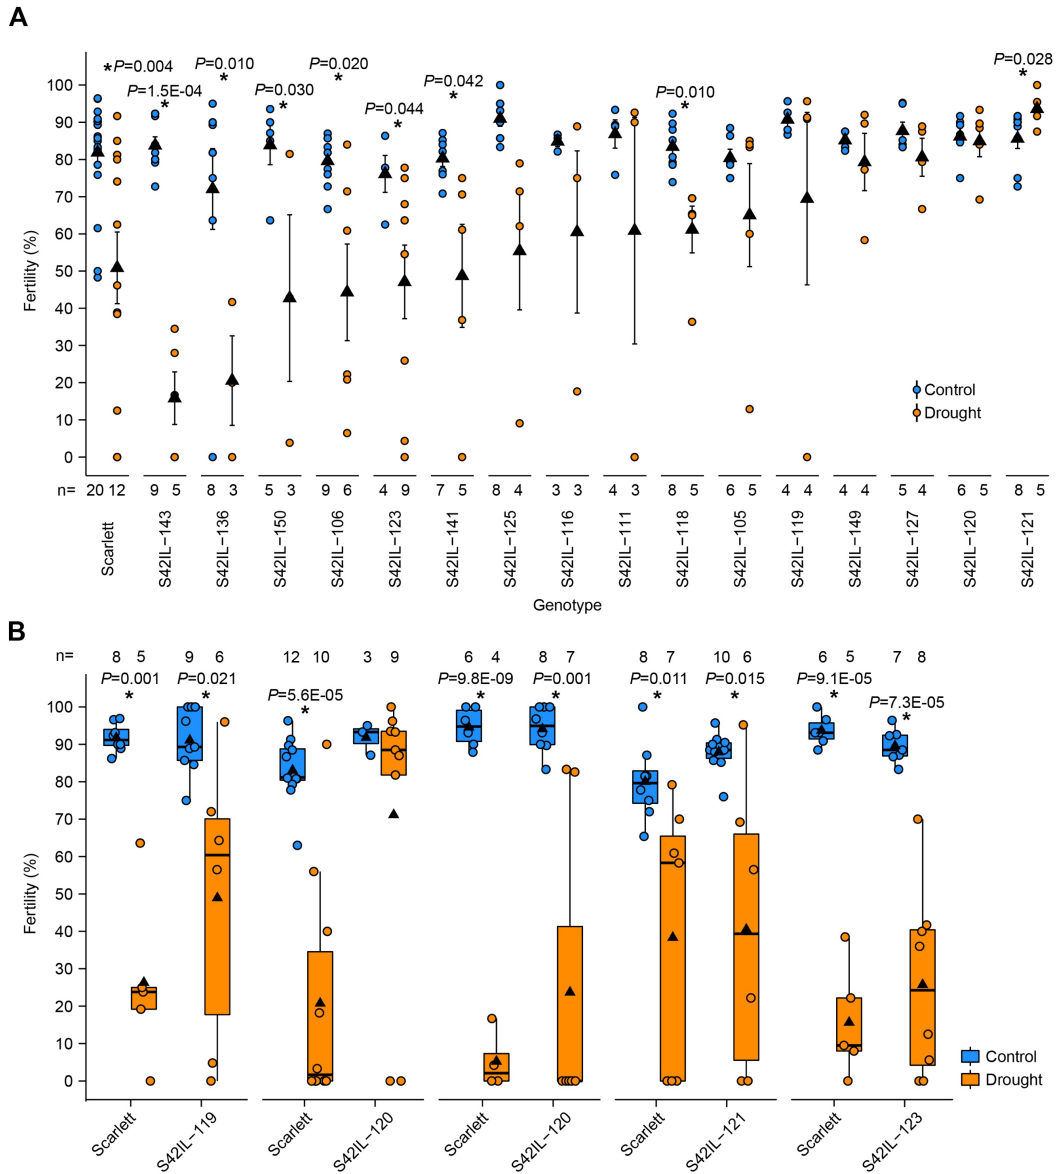 A
*P=0.004
P=1.5E-04
*
P=0.010
*
P=0.030
*
P=0.020
*
P=0.044
*
P=0.042
*
P=0.010
*
P=0.028
*
Fertility (%)
100
90
80
70
60
50
40
30
20
10
0
Control
Drought
n= 20 12 9 5 8 3 5 3 9 6 4 9 7 5 8 4 3 3 4 3 8 5 6 5 4 4 4 4 5 4 6 5 8 5
Scarlett
S42IL−143
S42IL−136
S42IL−150
S42IL−106
S42IL−123
S42IL−141
S42IL−125
S42IL−116
S42IL−111
S42IL−118
S42IL−105
S42IL−119
S42IL−149
S42IL−127
S42IL−120
S42IL−121
Genotype
B
n= 8 5 9 6 12 10 3 9 6 4 8 7 8 7 10 6 6 5 7 8
P=0.001
*
P=0.021
*
P=5.6E-05
*
P=9.8E-09
*
P=0.001
*
P=0.011
*
P=0.015
*
P=9.1E-05
*
P=7.3E-05
*
Fertility (%)
100
90
80
70
60
50
40
30
20
10
0
Control
Drought
Scarlett
S42IL−119
Scarlett
S42IL−120
Scarlett
S42IL−120
Scarlett
S42IL−121
Scarlett
S42IL−123